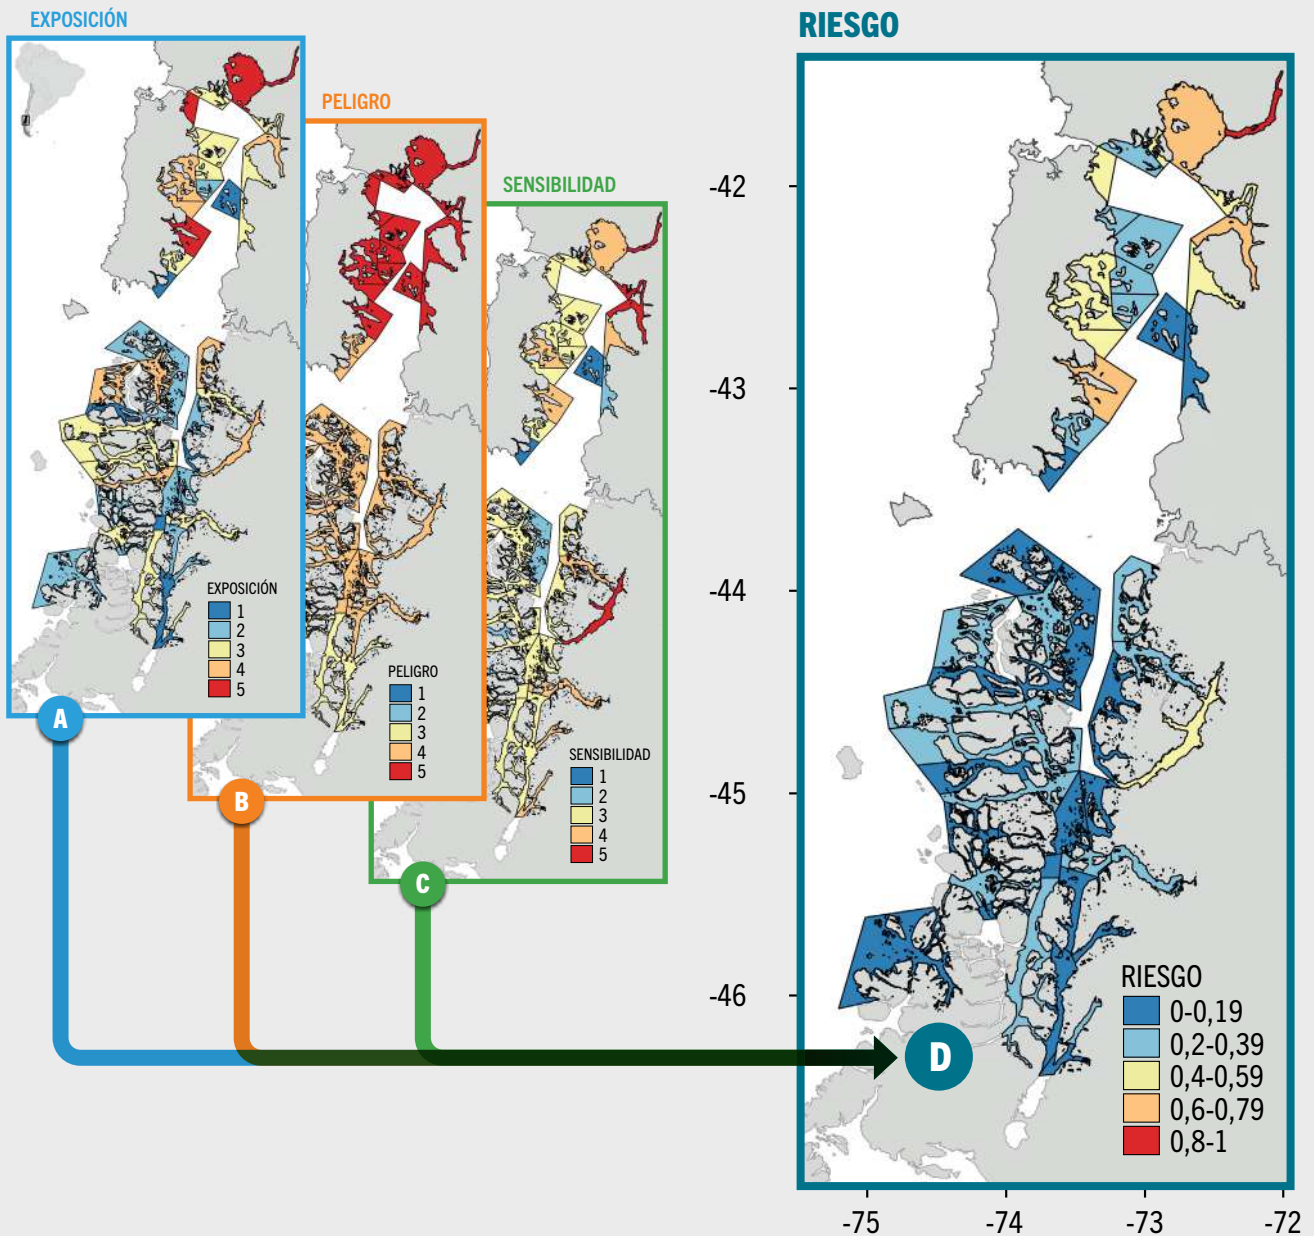 EXPOSICIÓN
EXPOSICIÓN
1
2
3
4
5
A
PELIGRO
PELIGRO
1
2
3
4
5
B
SENSIBILIDAD
SENSIBILIDAD
1
2
3
4
5
C
RIESGO
-42
-43
-44
-45
-46
RIESGO
0-0,19
0,2-0,39
0,4-0,59
0,6-0,79
0,8-1
D
-75 -74 -73 -72